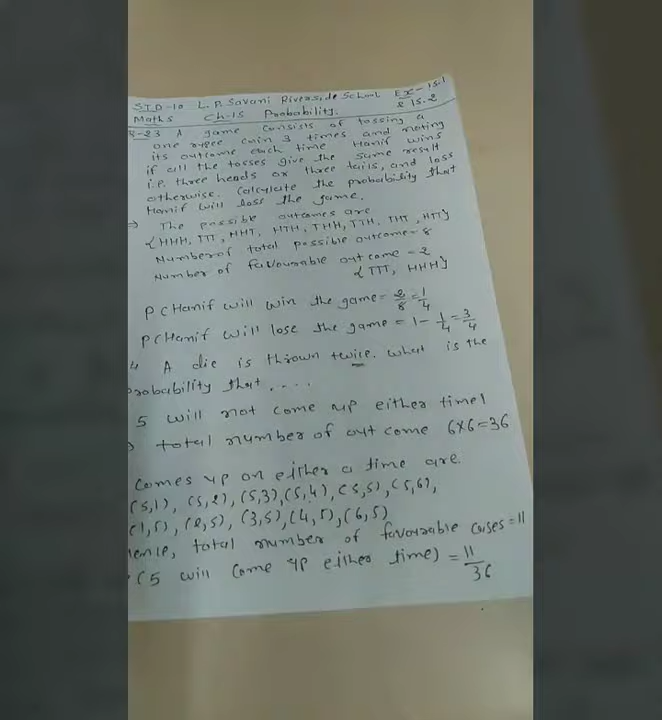 STD-10 L.P. Savani Riverside School Ex-15.1
Maths Ch-15 Probability. & 15.2
8-23 A game consists of tossing a
one rupee coin 3 times and noting
its outcome each time Hanif wins
if all the tosses give the same result
i.e. three heads or three tails, and loss
otherwise. Calculate the probability that
Hanif will loss the game.
⇒ The possible outcomes are
{HHH, TTT, HHT, HTH, THH, TTH, THT, HTT}
Number of total possible outcome = 8
Number of favourable outcome = 2
{TTT, HHH}
P(Hanif will win the game = 2/8 = 1/4
P(Hanif will lose the game = 1 - 1/4 = 3/4
4 A die is thrown twice. What is the
probability that ....
5 will not come up either time!
total number of out come 6x6=36
Comes up on either a time are.
(5,1), (5,2), (5,3), (5,4), (5,5), (5,6),
(1,5), (2,5), (3,5), (4,5), (6,5)
hence, total number of favourable cases = 11
(5 will come up either time) = 11/36